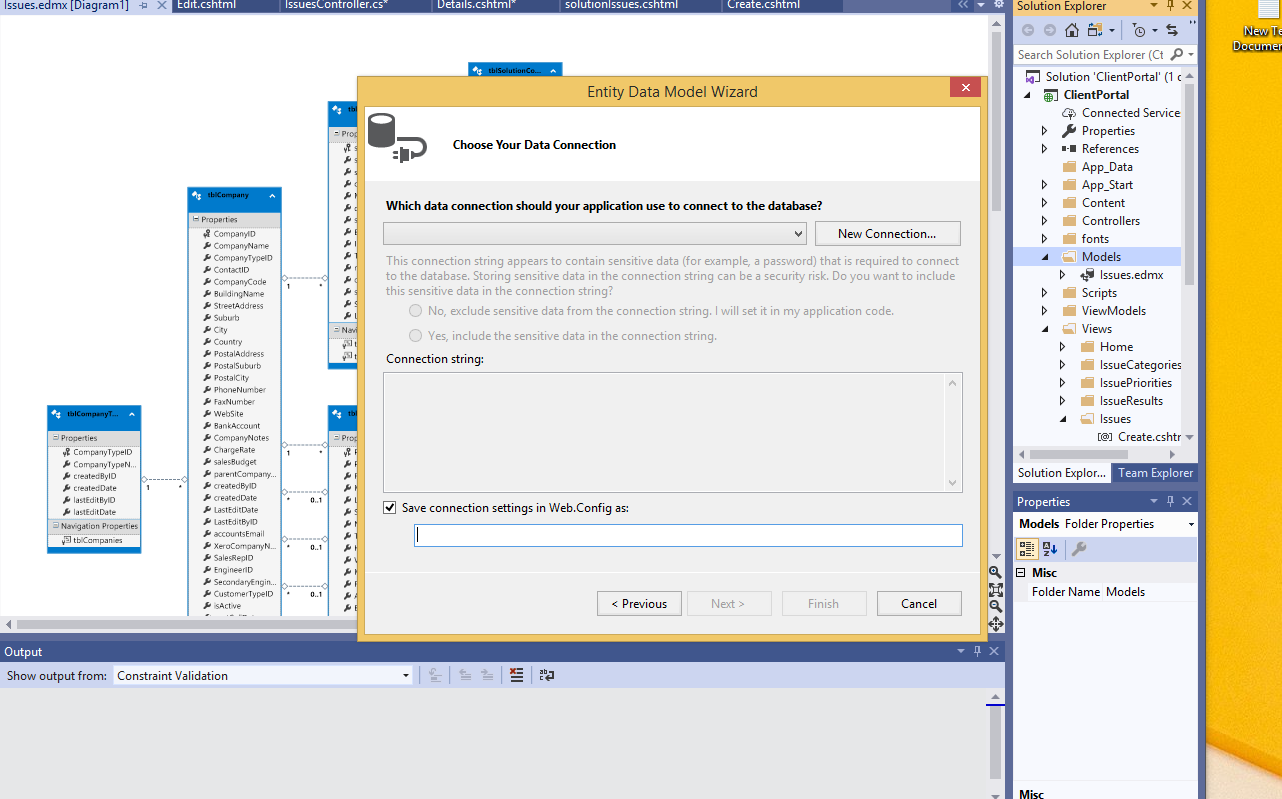 Issues.edmx [Diagram1]
Edit.cshtml
IssuesController.cs*
Details.cshtml*
solutionIssues.cshtml
Create.cshtml
tblSolutionCo...
tblCompany
Properties
CompanyID
CompanyName
CompanyTypeID
ContactID
CompanyCode
BuildingName
StreetAddress
Suburb
City
Country
PostalAddress
PostalSuburb
PostalCity
PhoneNumber
FaxNumber
WebSite
BankAccount
CompanyNotes
ChargeRate
salesBudget
parentCompany...
createdByID
createdDate
LastEditDate
LastEditByID
accountsEmail
XeroCompanyN...
SalesRepID
EngineerID
SecondaryEngin...
CustomerTypeID
isActive
tblCompanyT...
Properties
CompanyTypeID
CompanyTypeN...
createdByID
createdDate
lastEditByID
lastEditDate
Navigation Properties
tblCompanies
1 *
1 *
1 *
* 0..1
* 0..1
* 0..1
Entity Data Model Wizard
Choose Your Data Connection
Which data connection should your application use to connect to the database?
New Connection...
This connection string appears to contain sensitive data (for example, a password) that is required to connect
to the database. Storing sensitive data in the connection string can be a security risk. Do you want to include
this sensitive data in the connection string?
No, exclude sensitive data from the connection string. I will set it in my application code.
Yes, include the sensitive data in the connection string.
Connection string:
Save connection settings in Web.Config as:
< Previous
Next >
Finish
Cancel
Output
Show output from: Constraint Validation
Solution Explorer
Search Solution Explorer (Ct
Solution 'ClientPortal' (1
ClientPortal
Connected Service
Properties
References
App_Data
App_Start
Content
Controllers
fonts
Models
Issues.edmx
Scripts
ViewModels
Views
Home
IssueCategories
IssuePriorities
IssueResults
Issues
Create.cshtr
Solution Explor...
Team Explorer
Properties
Models Folder Properties
Misc
Folder Name Models
Misc
New Te
Documen